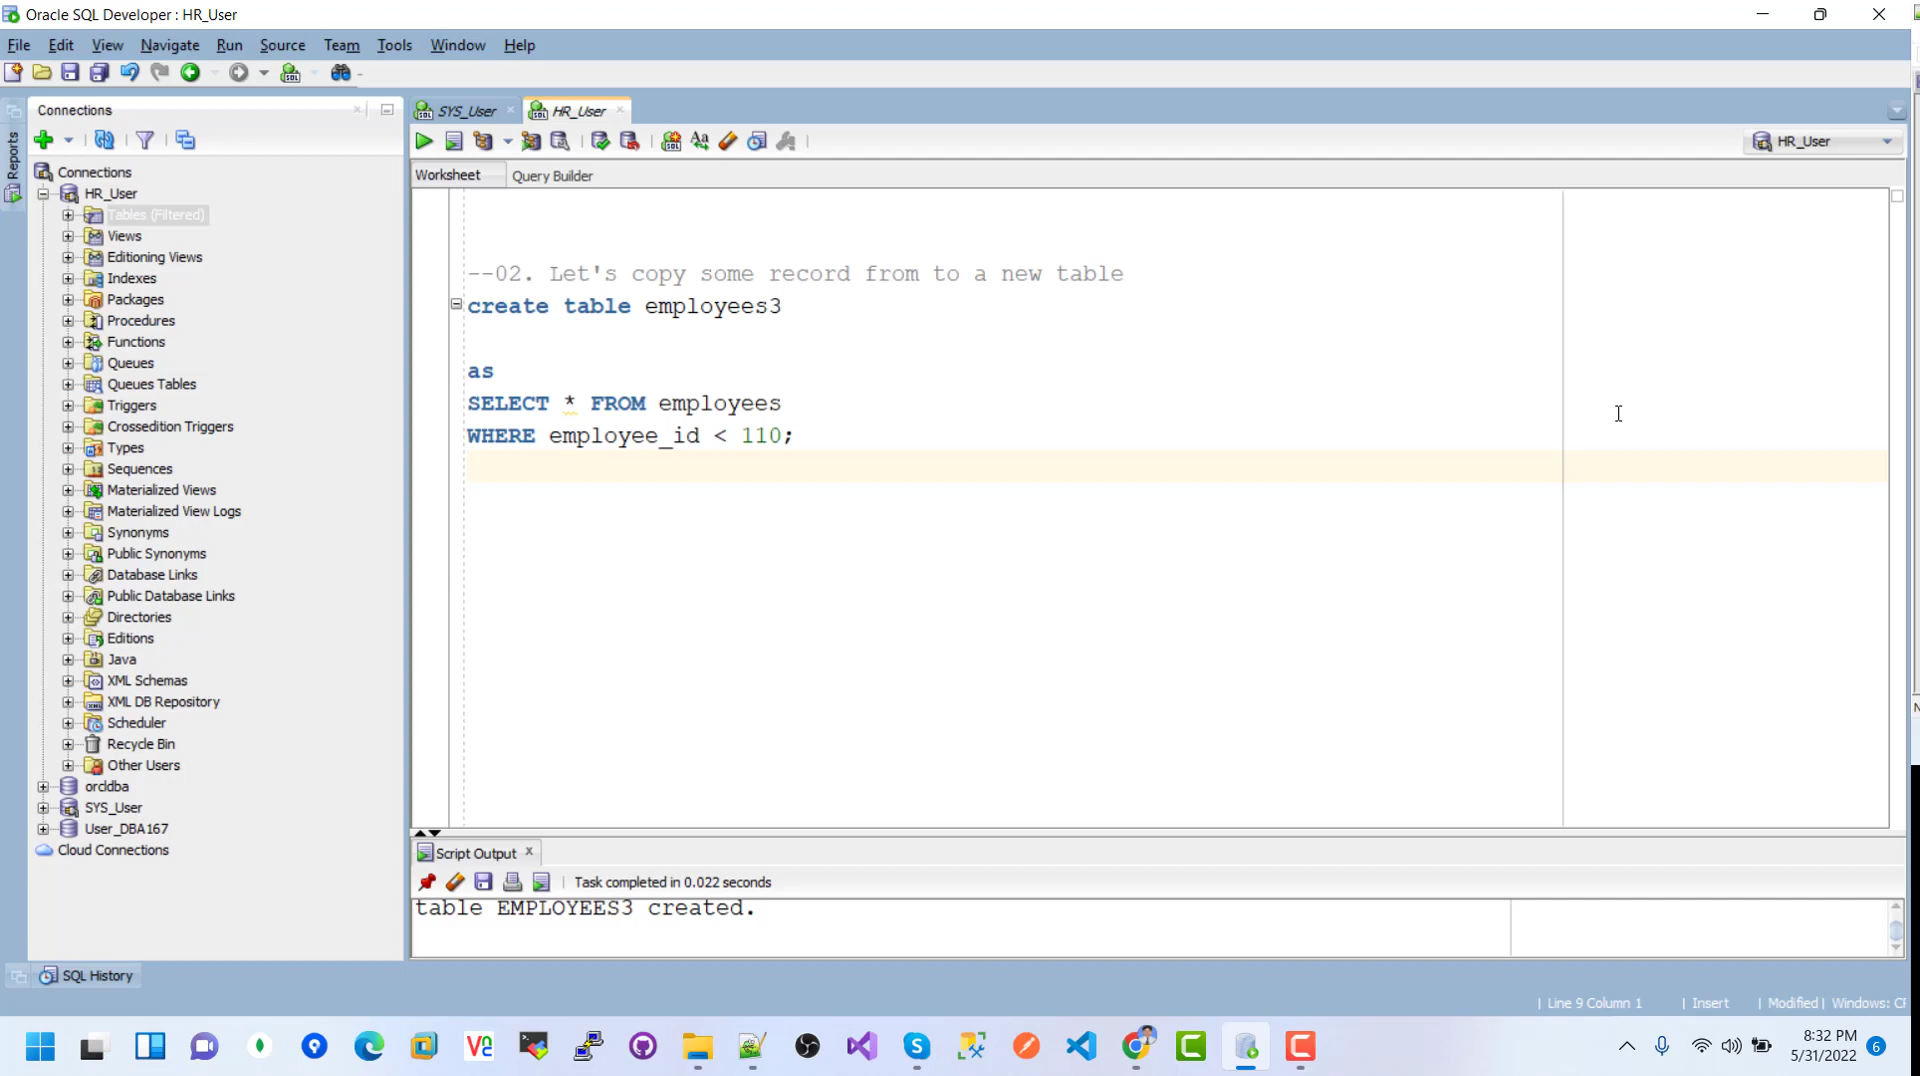 Oracle SQL Developer : HR_User
File Edit View Navigate Run Source Team Tools Window Help
Connections
SYS_User
HR_User
HR_User
Reports
Worksheet
Query Builder
Connections
HR_User
Tables (Filtered)
Views
Editioning Views
Indexes
Packages
Procedures
Functions
Queues
Queues Tables
Triggers
Crossedition Triggers
Types
Sequences
Materialized Views
Materialized View Logs
Synonyms
Public Synonyms
Database Links
Public Database Links
Directories
Editions
Java
XML Schemas
XML DB Repository
Scheduler
Recycle Bin
Other Users
orcldba
SYS_User
User_DBA167
Cloud Connections
--02. Let's copy some record from to a new table
create table employees3
as
SELECT * FROM employees
WHERE employee_id < 110;
Script Output
Task completed in 0.022 seconds
table EMPLOYEES3 created.
SQL History
Line 9 Column 1
Insert
Modified
Windows: CR
8:32 PM
5/31/2022
6